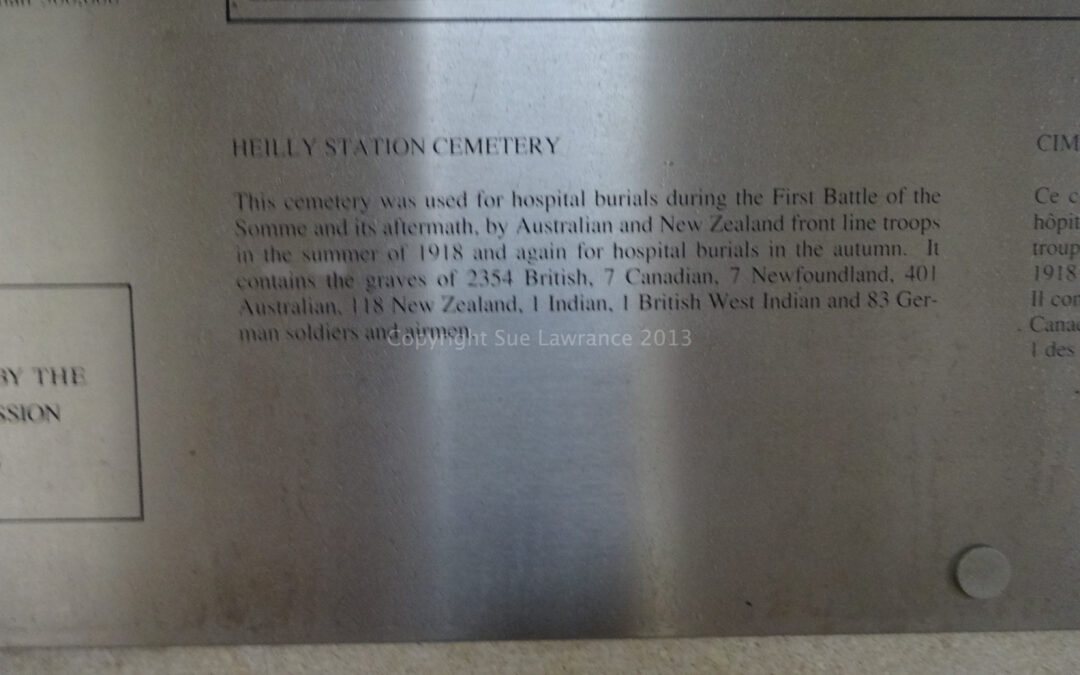 HEILLY STATION CEMETERY
This cemetery was used for hospital burials during the First Battle of the
Somme and its aftermath, by Australian and New Zealand front line troops
in the summer of 1918 and again for hospital burials in the autumn. It
contains the graves of 2354 British, 7 Canadian, 7 Newfoundland, 401
Australian, 118 New Zealand, 1 Indian, 1 British West Indian and 83 Ger-
man soldiers and airmen.
Copyright Sue Lawrance 2013
BY THE
SSION
CIM
Ce c
hôpit
troup
1918
Il con
Canad
1 des